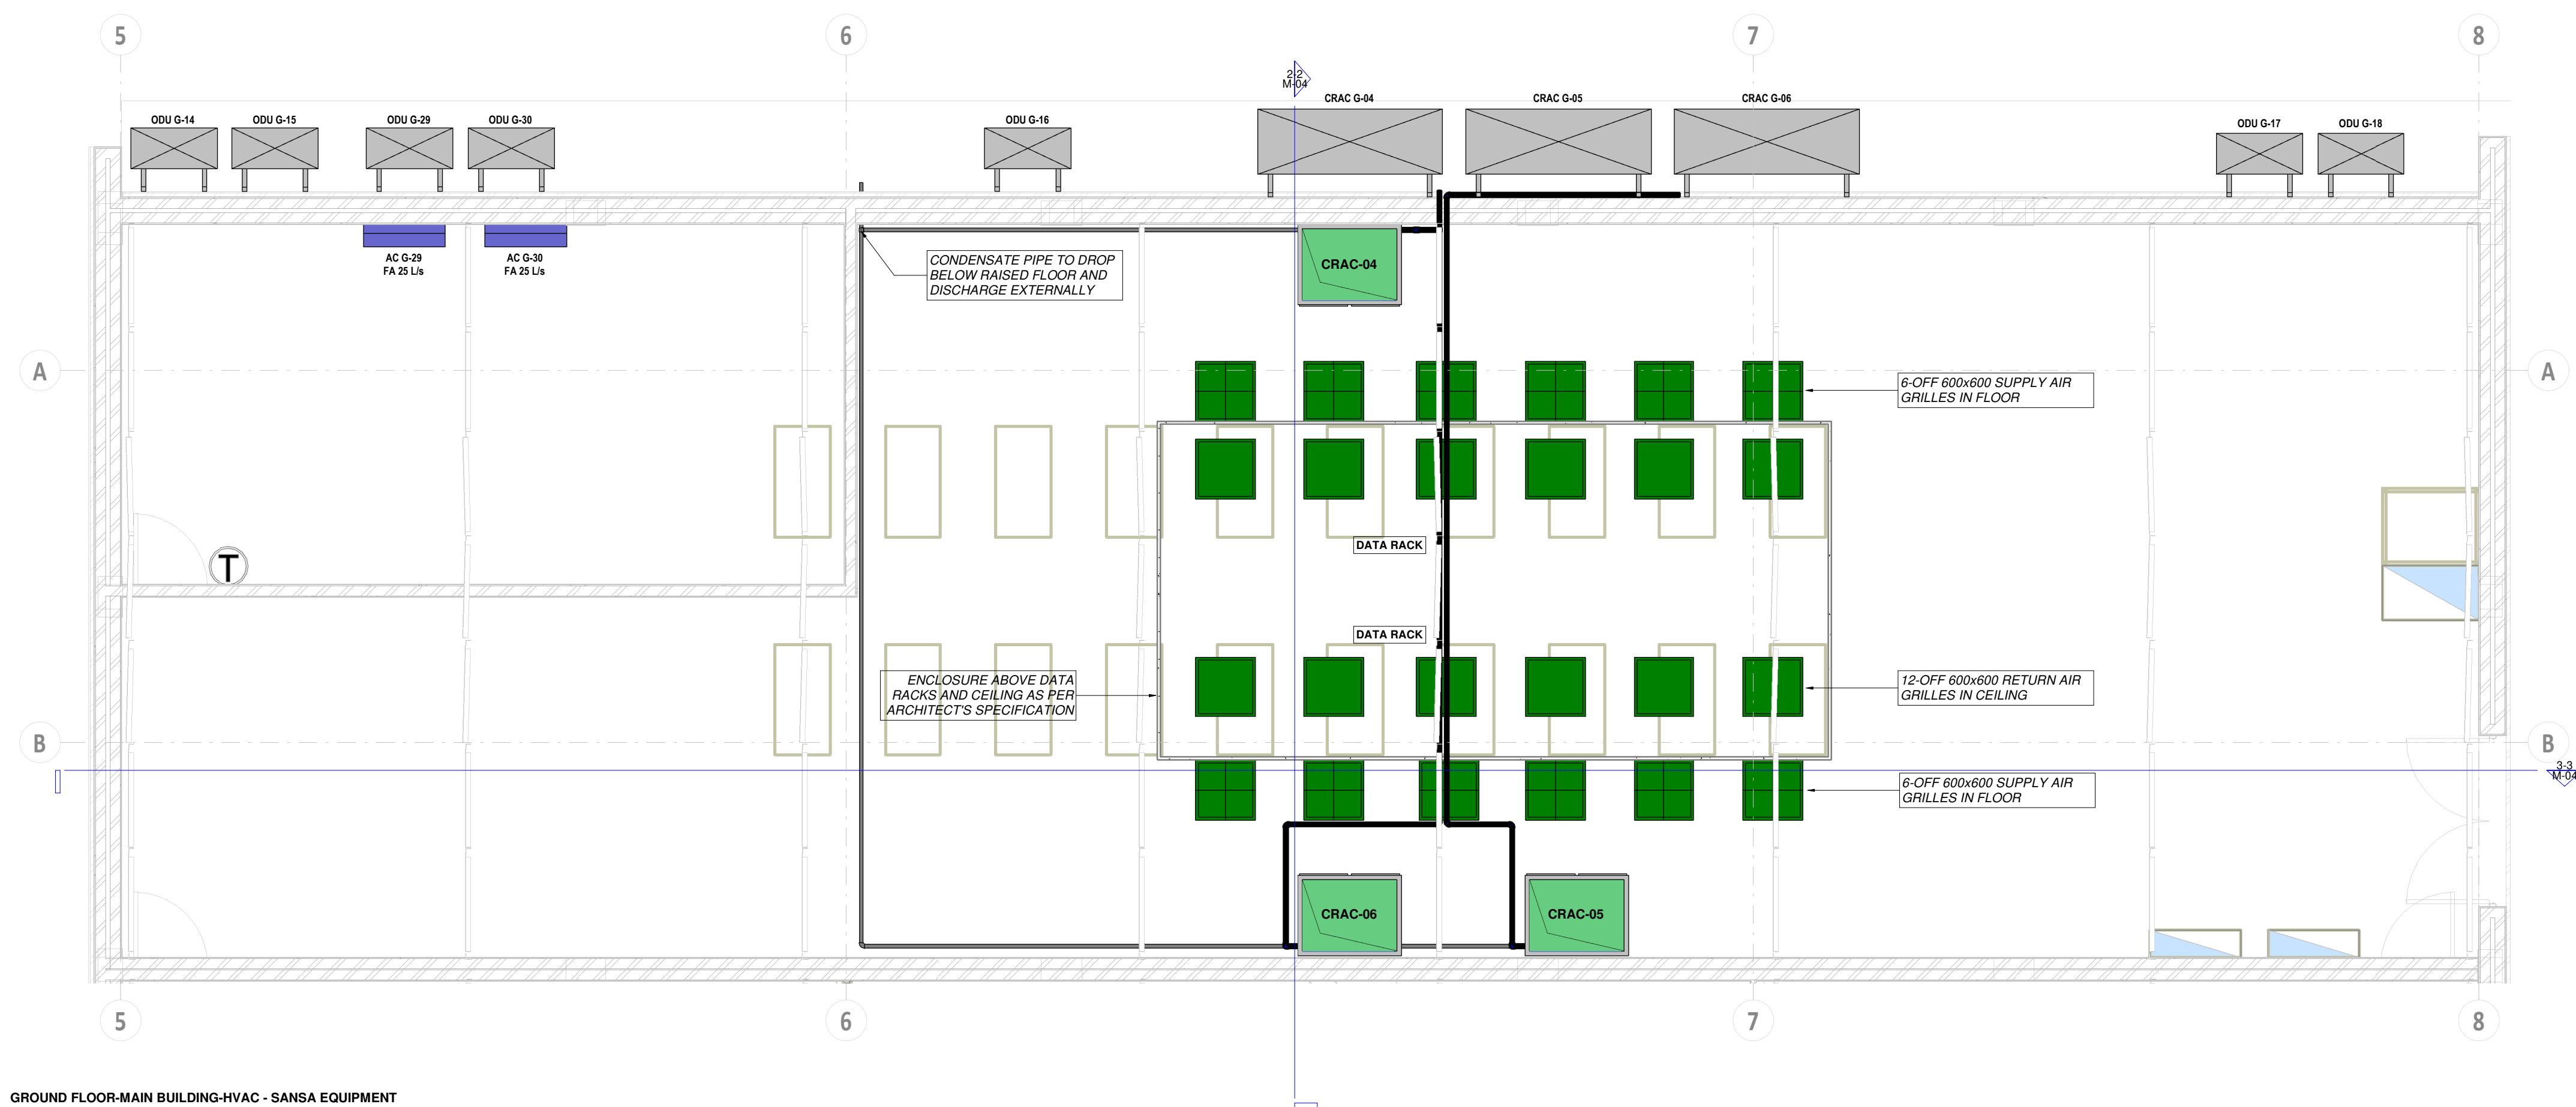 5
6
7
8
2-2
M-04
CRAC G-04
CRAC G-05
CRAC G-06
ODU G-14
ODU G-15
ODU G-29
ODU G-30
ODU G-16
ODU G-17
ODU G-18
AC G-29
FA 25 L/s
AC G-30
FA 25 L/s
CONDENSATE PIPE TO DROP
BELOW RAISED FLOOR AND
DISCHARGE EXTERNALLY
CRAC-04
A
A
6-OFF 600x600 SUPPLY AIR
GRILLES IN FLOOR
DATA RACK
T
DATA RACK
ENCLOSURE ABOVE DATA
RACKS AND CEILING AS PER
ARCHITECT'S SPECIFICATION
12-OFF 600x600 RETURN AIR
GRILLES IN CEILING
B
B
3-3
M-04
6-OFF 600x600 SUPPLY AIR
GRILLES IN FLOOR
CRAC-06
CRAC-05
5
6
7
8
GROUND FLOOR-MAIN BUILDING-HVAC - SANSA EQUIPMENT